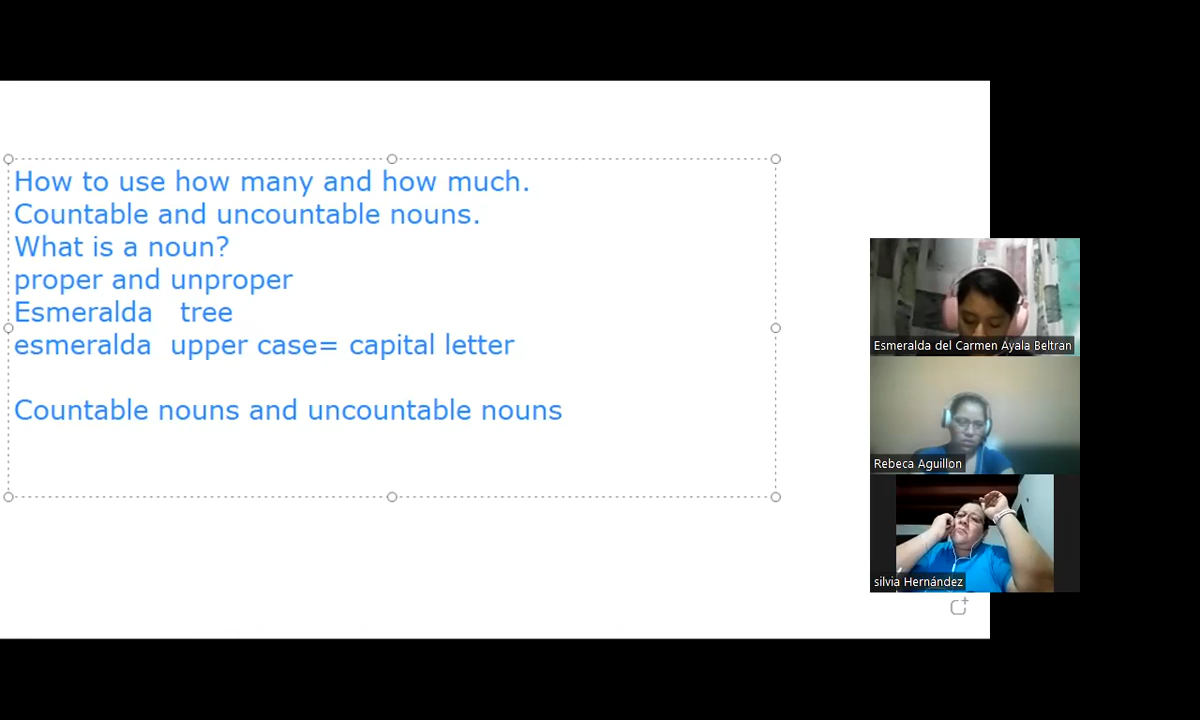 How to use how many and how much.
Countable and uncountable nouns.
What is a noun?
proper and unproper
Esmeralda tree
esmeralda upper case= capital letter
Countable nouns and uncountable nouns
Esmeralda del Carmen Ayala Beltran
Rebeca Aguillon
silvia Hernández